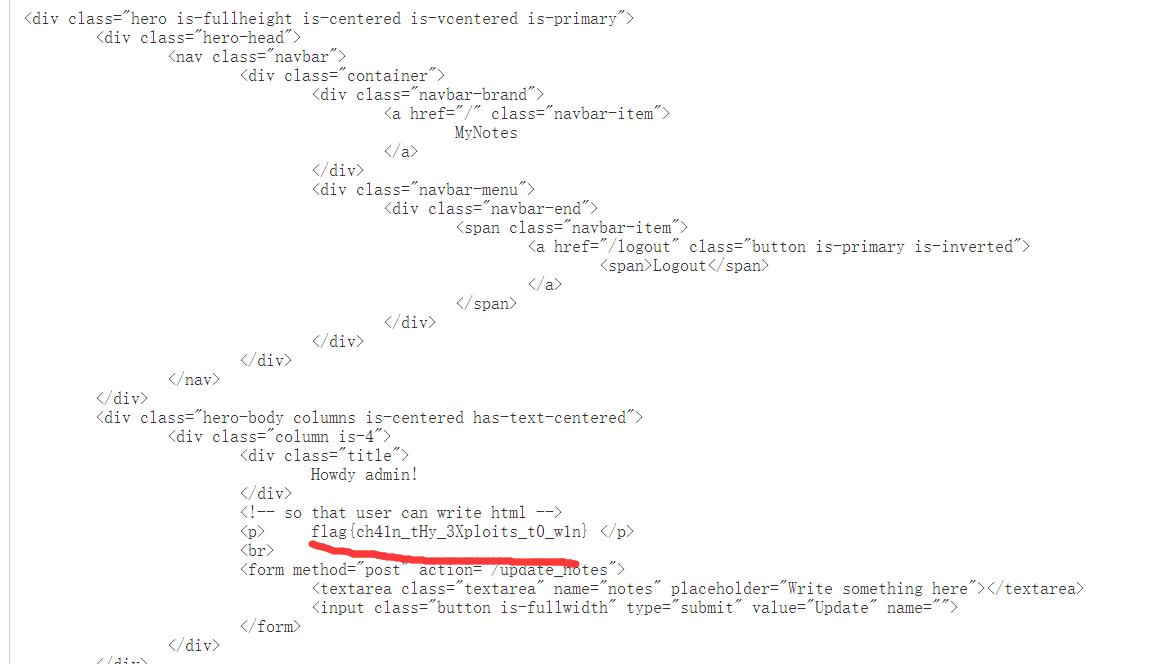 <div class="hero is-fullheight is-centered is-vcentered is-primary">
<div class="hero-head">
<nav class="navbar">
<div class="container">
<div class="navbar-brand">
<a href="/" class="navbar-item">
MyNotes
</a>
</div>
<div class="navbar-menu">
<div class="navbar-end">
<span class="navbar-item">
<a href="/logout" class="button is-primary is-inverted">
<span>Logout</span>
</a>
</span>
</div>
</div>
</div>
</nav>
</div>
<div class="hero-body columns is-centered has-text-centered">
<div class="column is-4">
<div class="title">
Howdy admin!
</div>
<!-- so that user can write html -->
<p> flag{ch41n_tHy_3Xploits_t0_w1n} </p>
<br>
<form method="post" action="/update_notes">
<textarea class="textarea" name="notes" placeholder="Write something here"></textarea>
<input class="button is-fullwidth" type="submit" value="Update" name="">
</form>
</div>
</div>